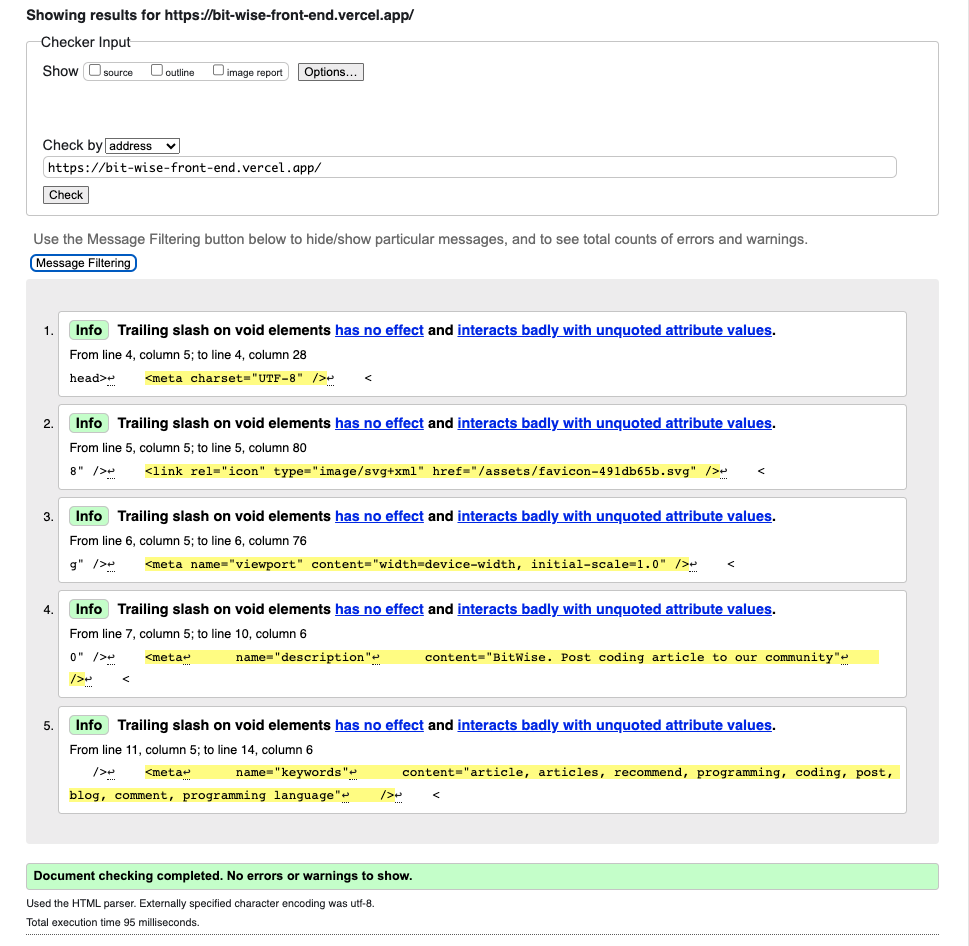 Showing results for https://bit-wise-front-end.vercel.app/
Checker Input
Show source outline image report Options...
Check by address
https://bit-wise-front-end.vercel.app/
Check
Use the Message Filtering button below to hide/show particular messages, and to see total counts of errors and warnings.
Message Filtering
1. Info Trailing slash on void elements has no effect and interacts badly with unquoted attribute values.
From line 4, column 5; to line 4, column 28
head>↩ <meta charset="UTF-8" />↩ <
2. Info Trailing slash on void elements has no effect and interacts badly with unquoted attribute values.
From line 5, column 5; to line 5, column 80
8" />↩ <link rel="icon" type="image/svg+xml" href="/assets/favicon-491db65b.svg" />↩ <
3. Info Trailing slash on void elements has no effect and interacts badly with unquoted attribute values.
From line 6, column 5; to line 6, column 76
g" />↩ <meta name="viewport" content="width=device-width, initial-scale=1.0" />↩ <
4. Info Trailing slash on void elements has no effect and interacts badly with unquoted attribute values.
From line 7, column 5; to line 10, column 6
0" />↩ <meta↩ name="description"↩ content="BitWise. Post coding article to our community"↩
/>↩ <
5. Info Trailing slash on void elements has no effect and interacts badly with unquoted attribute values.
From line 11, column 5; to line 14, column 6
/>↩ <meta↩ name="keywords"↩ content="article, articles, recommend, programming, coding, post,
blog, comment, programming language"↩ />↩ <
Document checking completed. No errors or warnings to show.
Used the HTML parser. Externally specified character encoding was utf-8.
Total execution time 95 milliseconds.